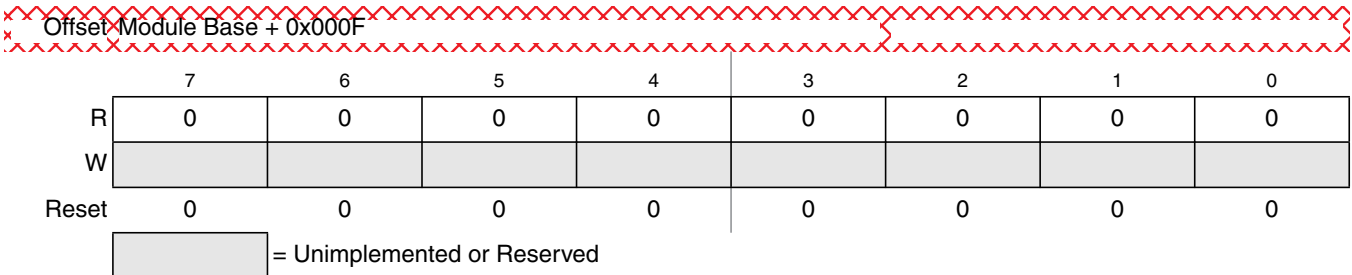 Offset Module Base + 0x000F
7 6 5 4 3 2 1 0
R 0 0 0 0 0 0 0 0
W
Reset 0 0 0 0 0 0 0 0
= Unimplemented or Reserved